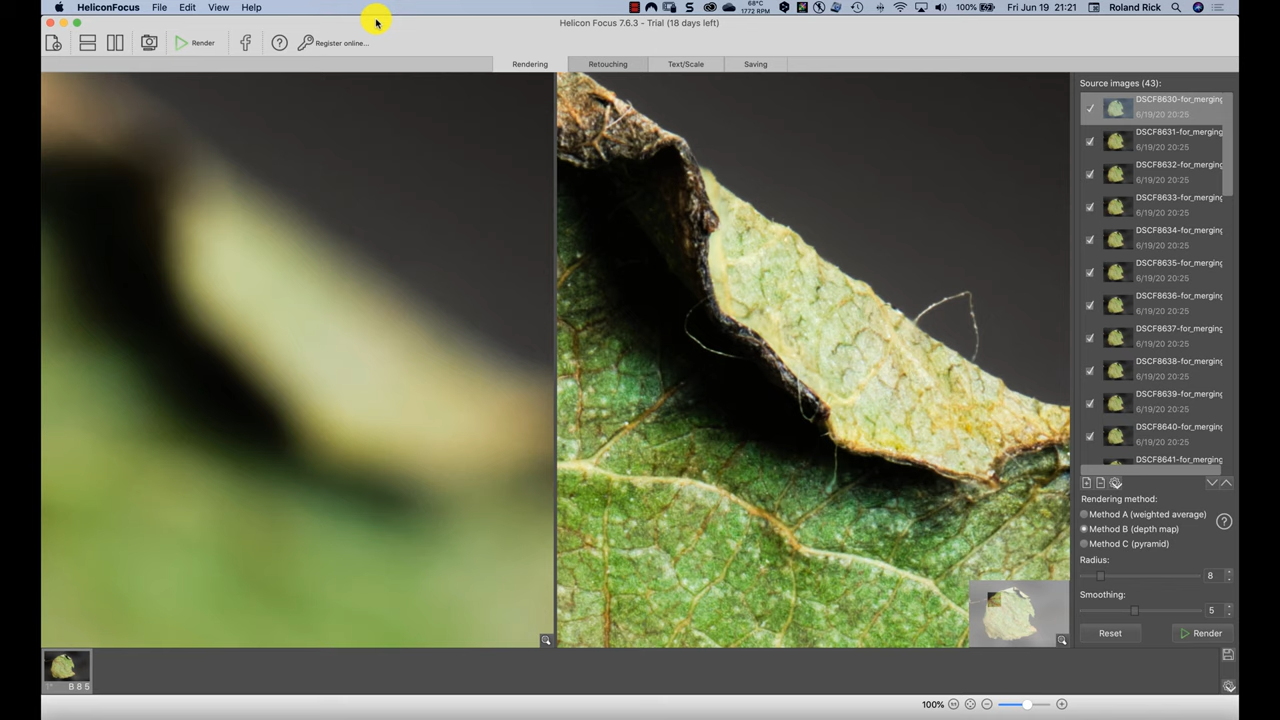 HeliconFocus File Edit View Help
68°C
1772 RPM
100%
Fri Jun 19 21:21
Roland Rick
Helicon Focus 7.6.3 - Trial (18 days left)
Render
Register online...
Rendering
Retouching
Text/Scale
Saving
Source images (43):
DSCF8630-for_merging
6/19/20 20:25
DSCF8631-for_merging
6/19/20 20:25
DSCF8632-for_merging
6/19/20 20:25
DSCF8633-for_merging
6/19/20 20:25
DSCF8634-for_merging
6/19/20 20:25
DSCF8635-for_merging
6/19/20 20:25
DSCF8636-for_merging
6/19/20 20:25
DSCF8637-for_merging
6/19/20 20:25
DSCF8638-for_merging
6/19/20 20:25
DSCF8639-for_merging
6/19/20 20:25
DSCF8640-for_merging
6/19/20 20:25
DSCF8641-for_merging
Rendering method:
Method A (weighted average)
Method B (depth map)
Method C (pyramid)
Radius:
8
Smoothing:
5
Reset
Render
B 8 5
100%